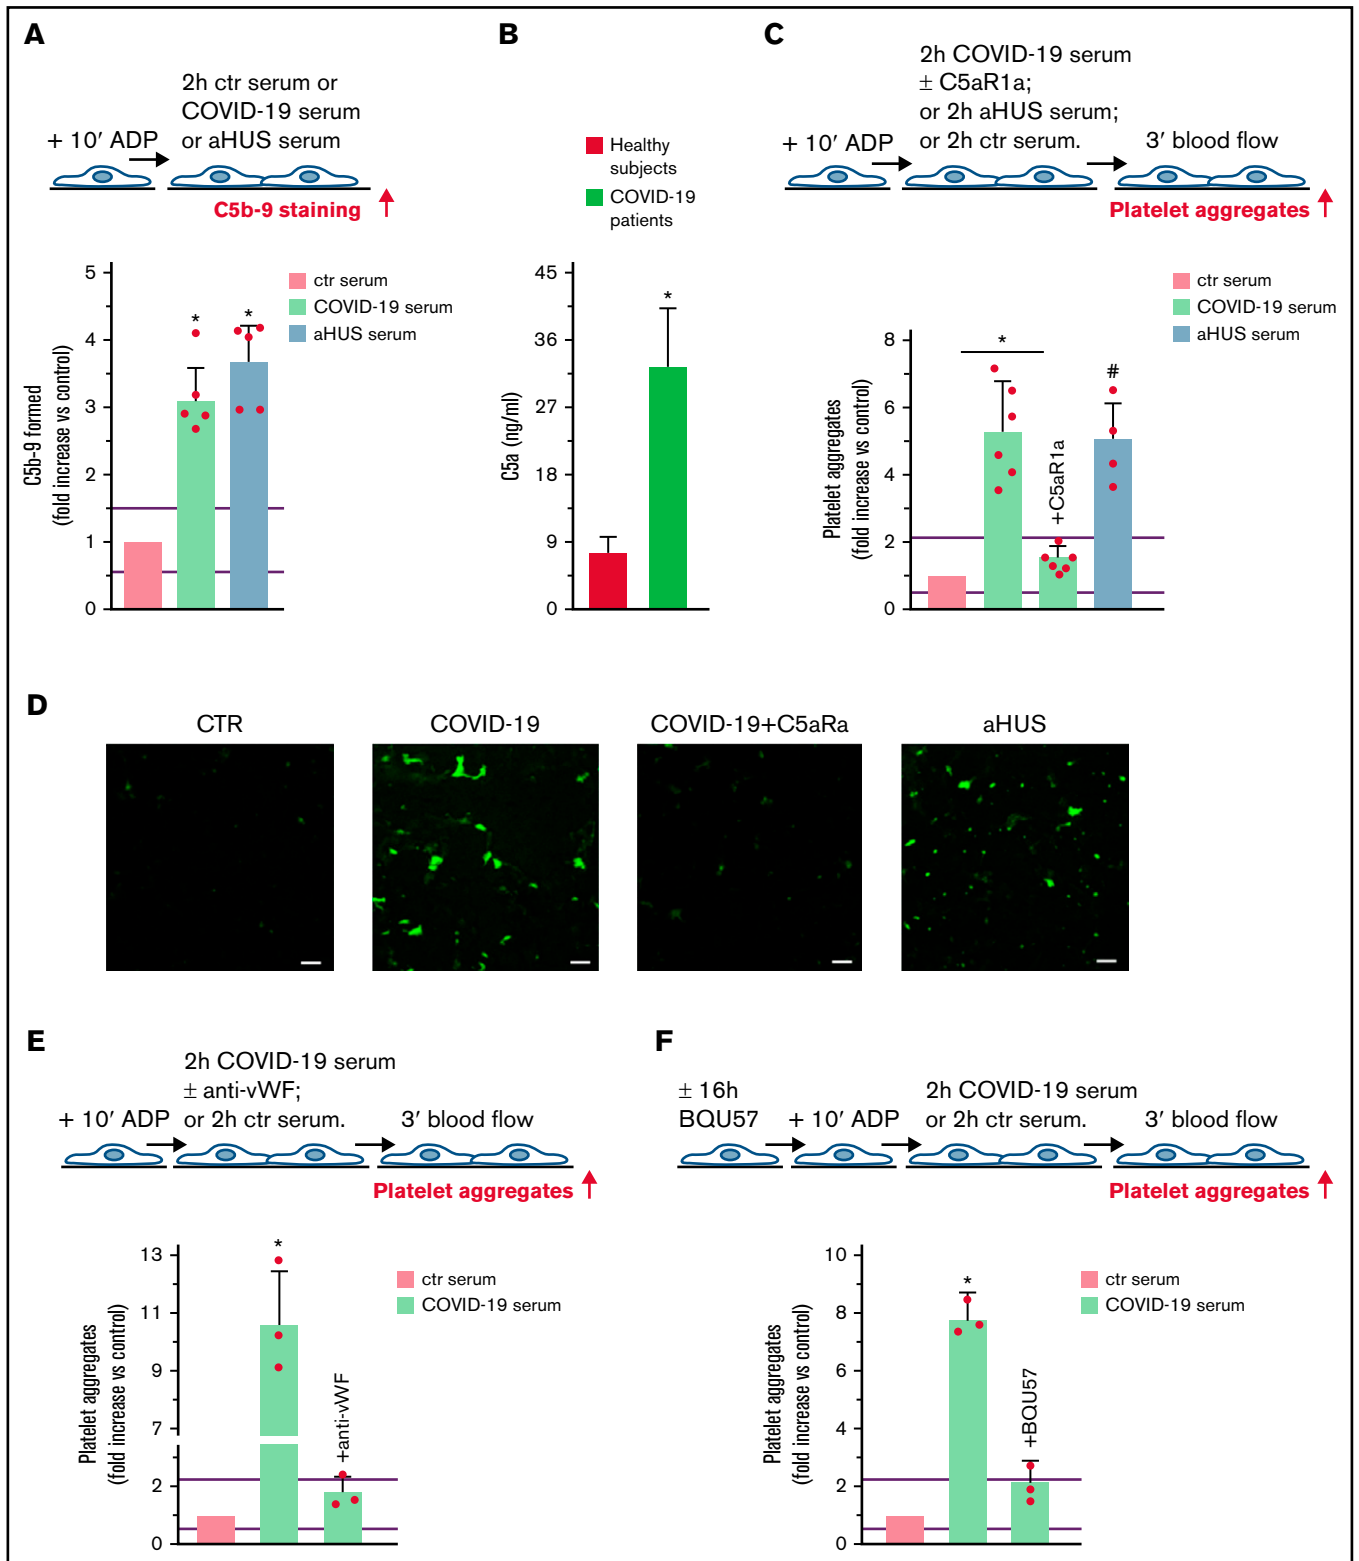 A
2h ctr serum or
COVID-19 serum
or aHUS serum
+ 10′ ADP
C5b-9 staining
C5b-9 formed
(fold increase vs control)
5
4
3
2
1
0
*
*
ctr serum
COVID-19 serum
aHUS serum
B
Healthy
subjects
COVID-19
patients
C5a (ng/ml)
45
36
27
18
9
0
*
C
2h COVID-19 serum
± C5aR1a;
or 2h aHUS serum;
or 2h ctr serum.
+ 10′ ADP
3′ blood flow
Platelet aggregates
Platelet aggregates
(fold increase vs control)
8
6
4
2
0
*
+C5aR1a
#
ctr serum
COVID-19 serum
aHUS serum
D
CTR
COVID-19
COVID-19+C5aRa
aHUS
E
2h COVID-19 serum
± anti-vWF;
or 2h ctr serum.
+ 10′ ADP
3′ blood flow
Platelet aggregates
Platelet aggregates
(fold increase vs control)
13
11
9
7
2
0
*
+anti-vWF
ctr serum
COVID-19 serum
F
± 16h
BQU57
+ 10′ ADP
2h COVID-19 serum
or 2h ctr serum.
3′ blood flow
Platelet aggregates
Platelet aggregates
(fold increase vs control)
10
8
6
4
2
0
*
+BQU57
ctr serum
COVID-19 serum